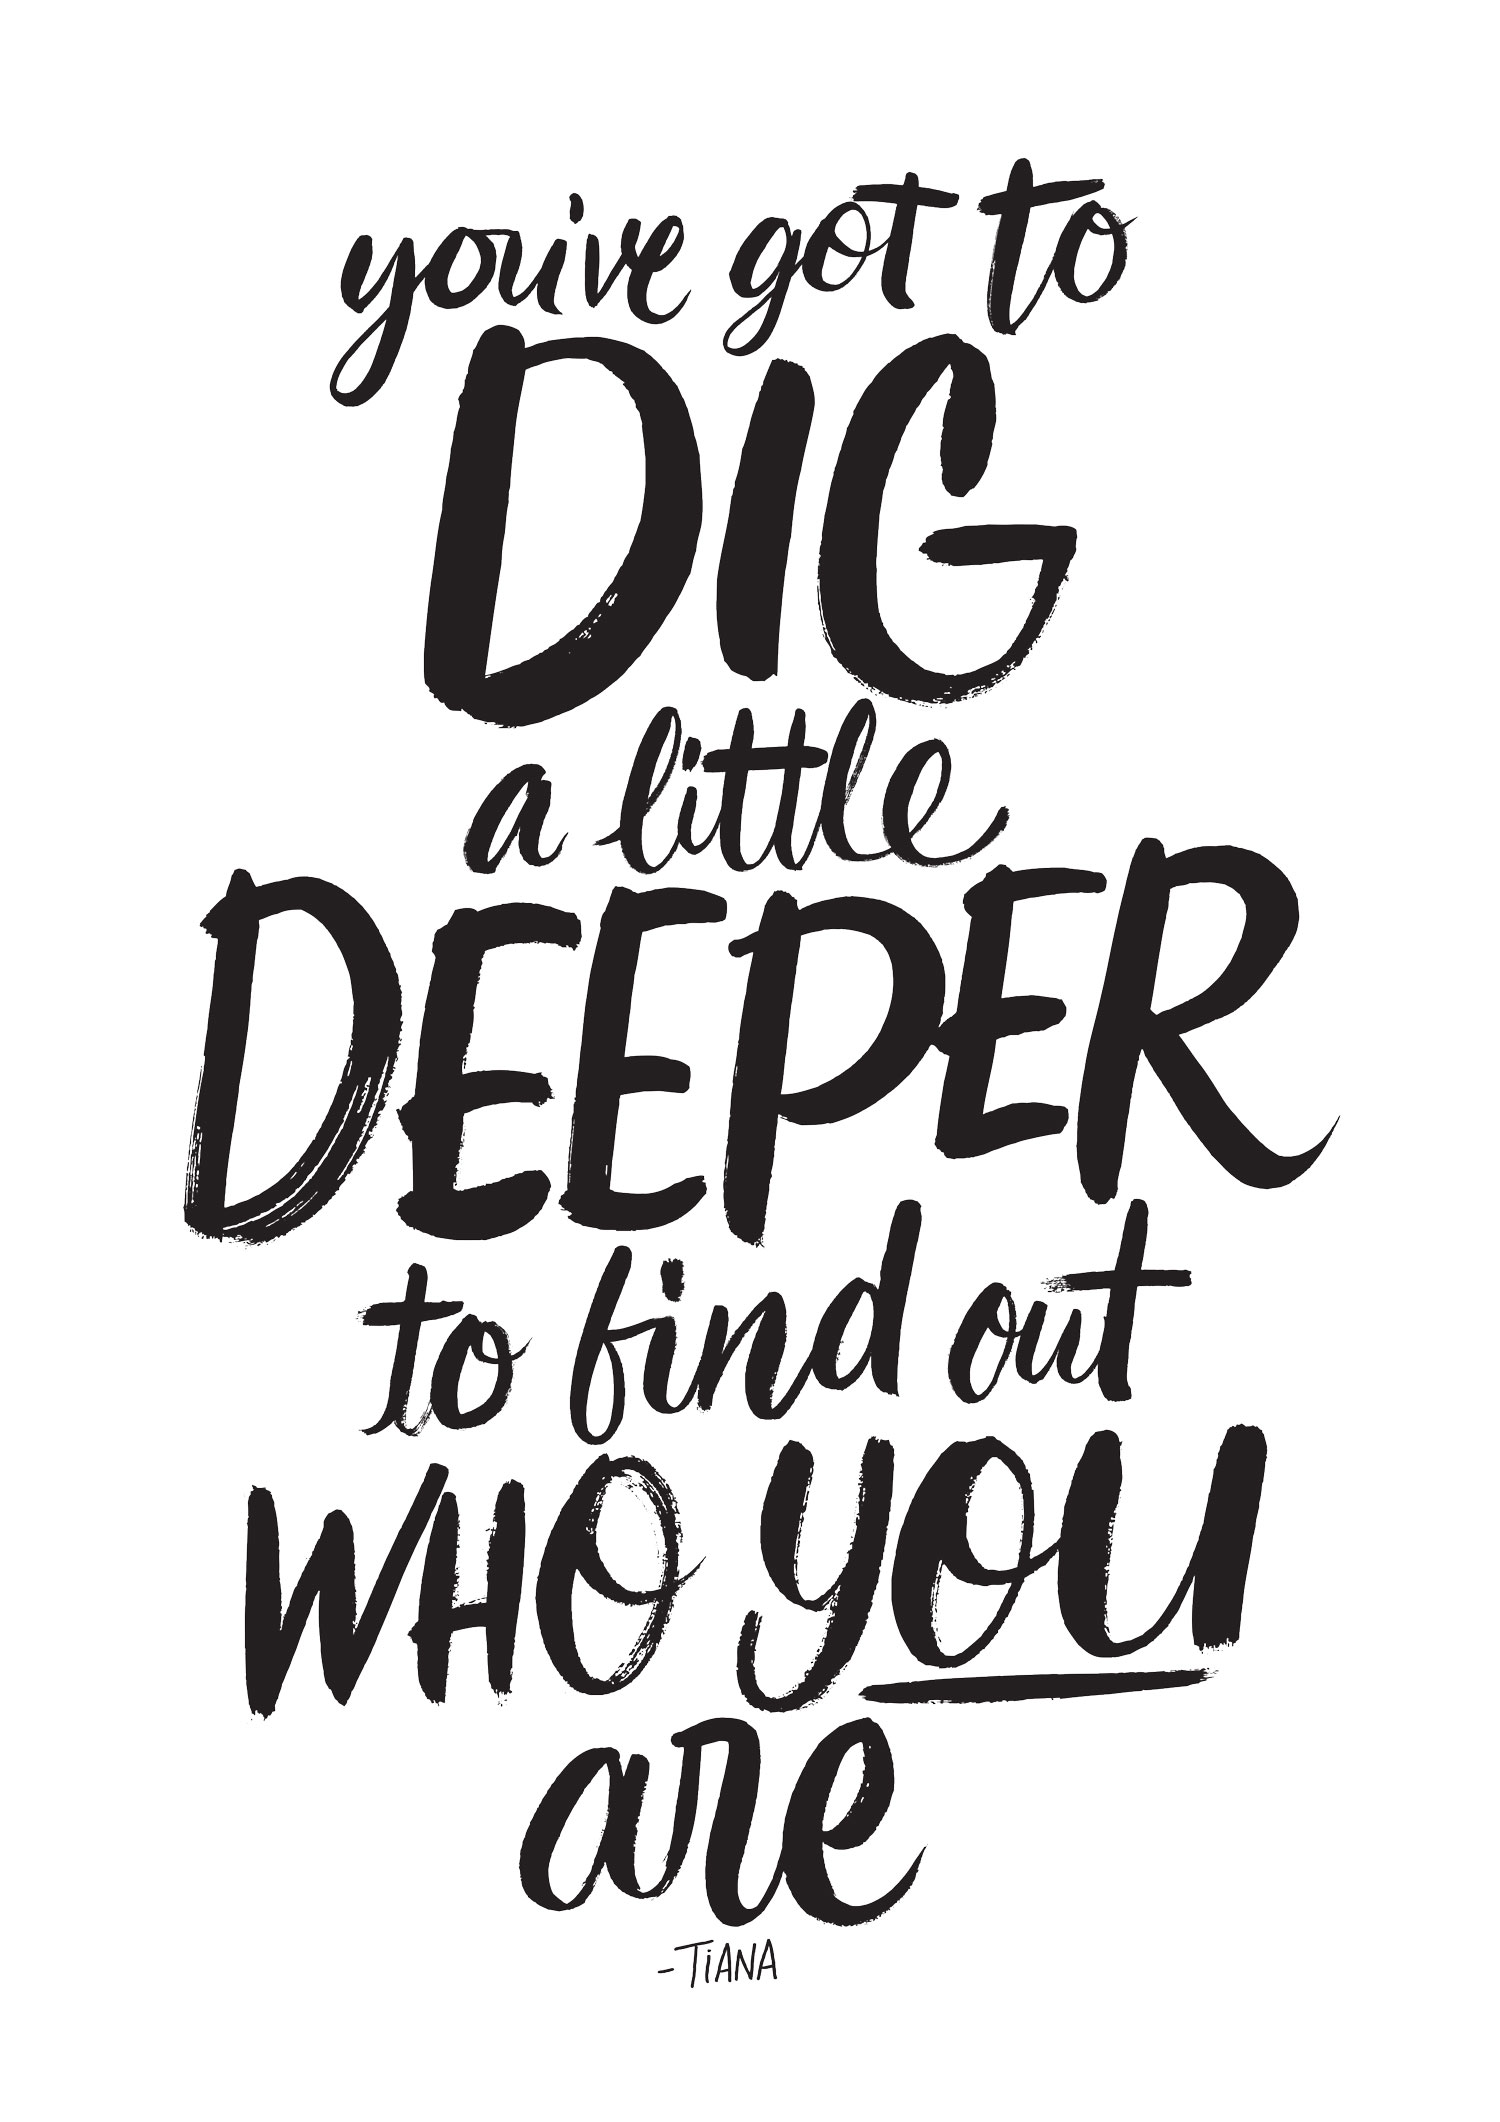 you've got to
DIG
a little
DEEPER
to find out
WHO YOU
are
-TiANA